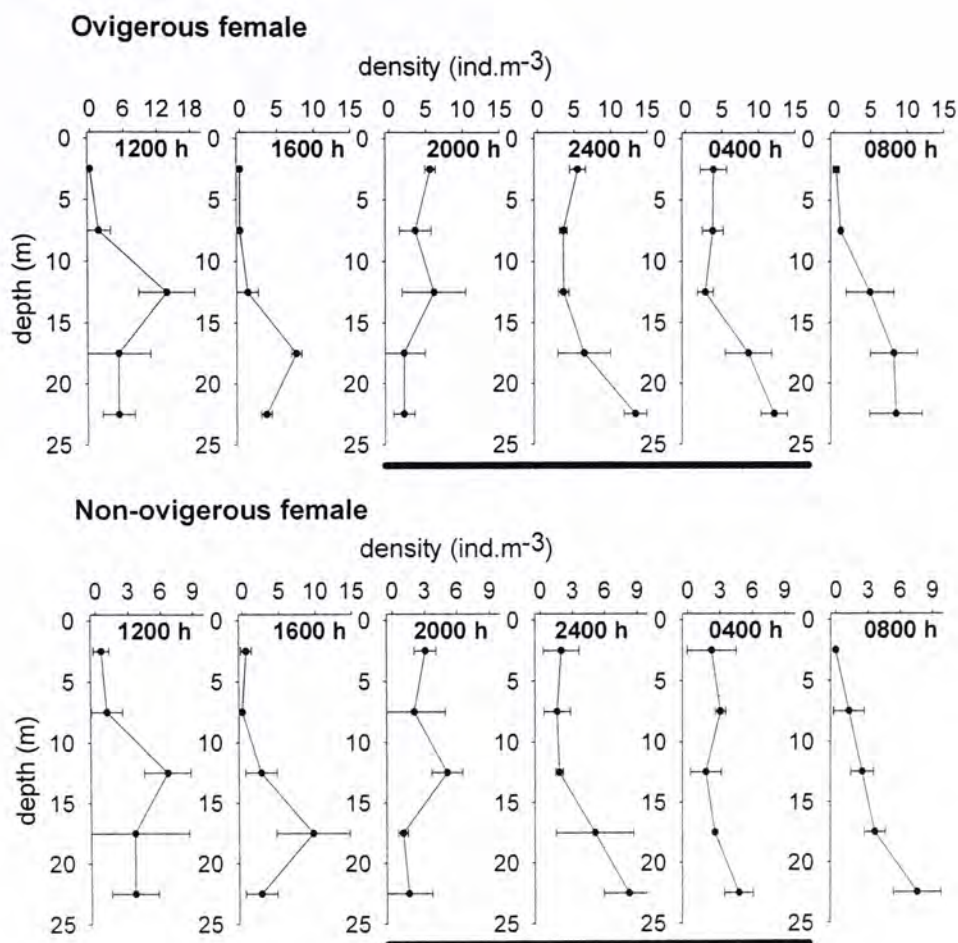 Ovigerous female
density (ind.m-3)
0 6 12 18 0 5 10 15 0 5 10 15 0 5 10 15 0 5 10 15 0 5 10 15
0 0 0 0 0 0
1200 h 1600 h 2000 h 2400 h 0400 h 0800 h
5 5 5 5 5 5
10 10 10 10 10 10
depth (m)
15 15 15 15 15 15
20 20 20 20 20 20
25 25 25 25 25 25
Non-ovigerous female
density (ind.m-3)
0 3 6 9 0 5 10 15 0 3 6 9 0 3 6 9 0 3 6 9 0 3 6 9
0 0 0 0 0 0
1200 h 1600 h 2000 h 2400 h 0400 h 0800 h
5 5 5 5 5 5
10 10 10 10 10 10
depth (m)
15 15 15 15 15 15
20 20 20 20 20 20
25 25 25 25 25 25